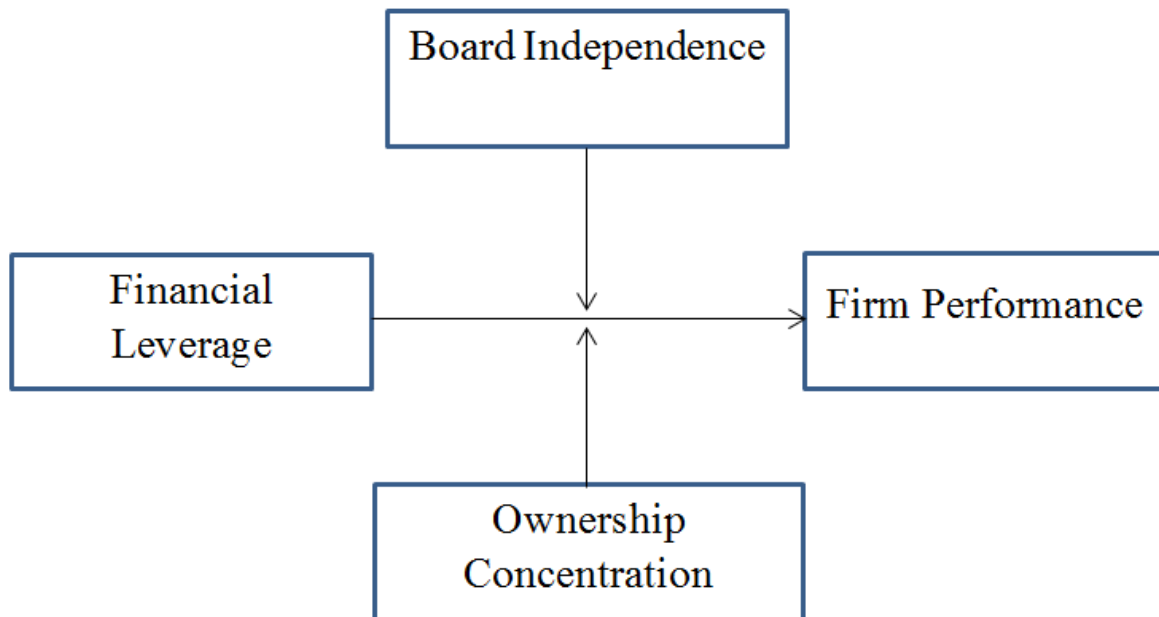 Board Independence
Financial
Leverage
Firm Performance
Ownership
Concentration